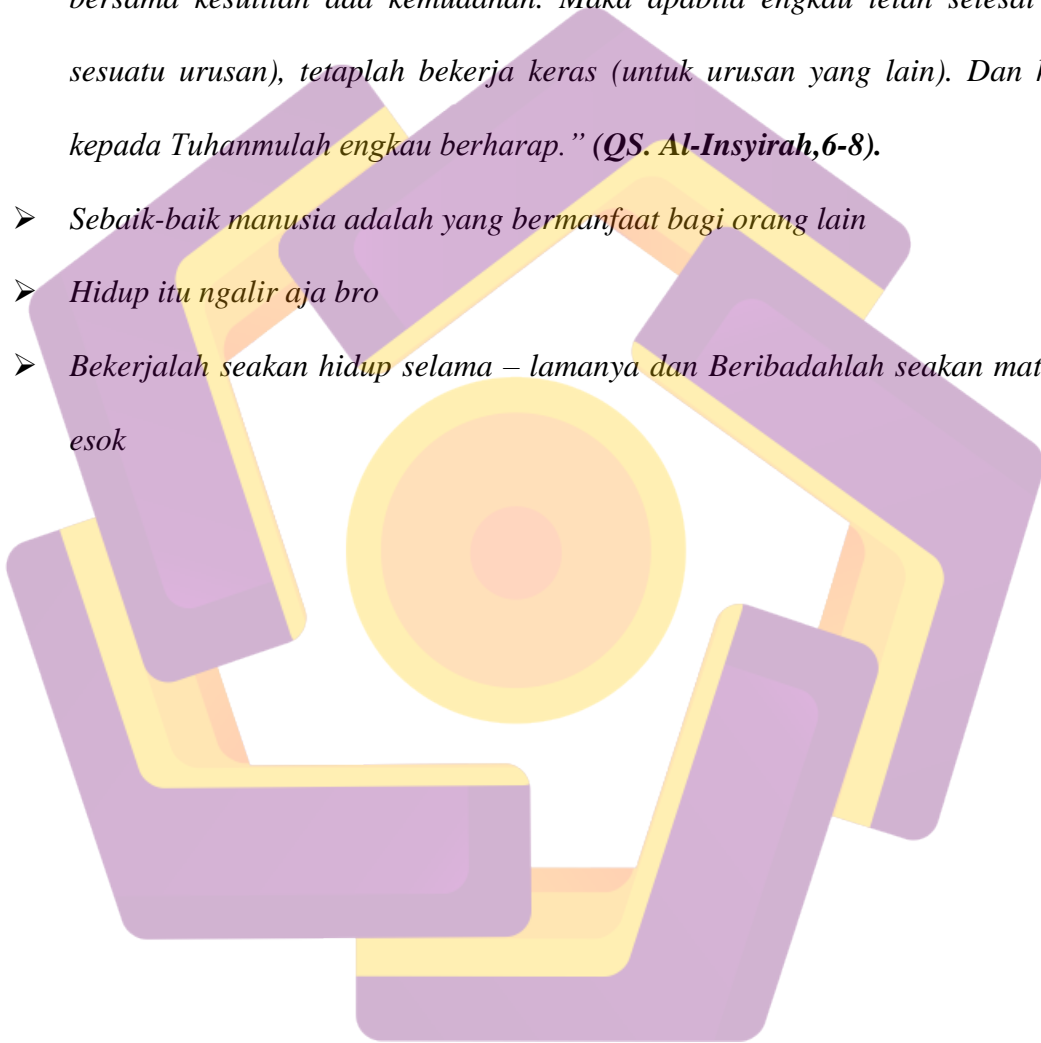 bersama kesulitan ada kemudahan. Maka apabila engkau telah selesai
sesuatu urusan), tetaplah bekerja keras (untuk urusan yang lain). Dan
kepada Tuhanmulah engkau berharap.” (QS. Al-Insyirah,6-8).
➢ Sebaik-baik manusia adalah yang bermanfaat bagi orang lain
➢ Hidup itu ngalir aja bro
➢ Bekerjalah seakan hidup selama – lamanya dan Beribadahlah seakan
esok